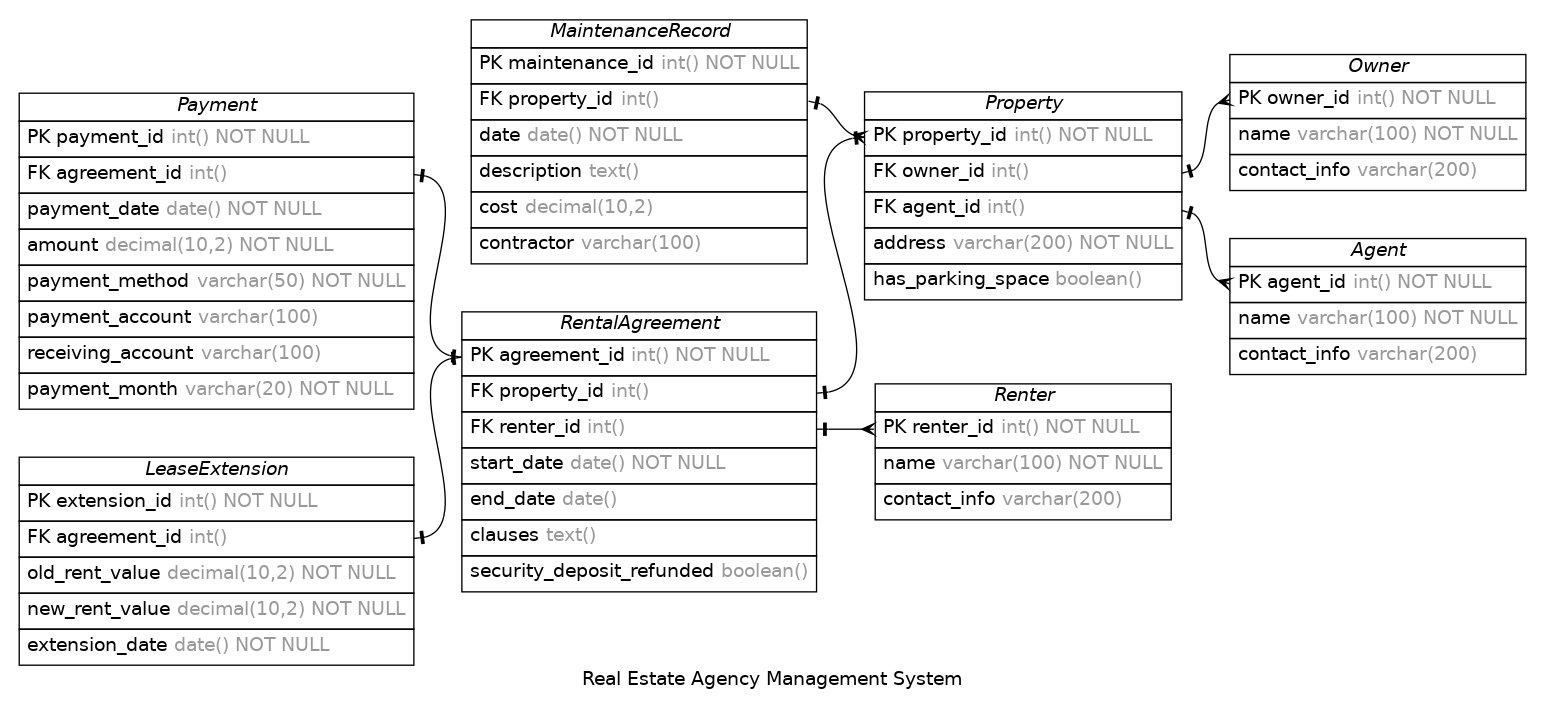 Payment
PK payment_id int() NOT NULL
FK agreement_id int()
payment_date date() NOT NULL
amount decimal(10,2) NOT NULL
payment_method varchar(50) NOT NULL
payment_account varchar(100)
receiving_account varchar(100)
payment_month varchar(20) NOT NULL
LeaseExtension
PK extension_id int() NOT NULL
FK agreement_id int()
old_rent_value decimal(10,2) NOT NULL
new_rent_value decimal(10,2) NOT NULL
extension_date date() NOT NULL
MaintenanceRecord
PK maintenance_id int() NOT NULL
FK property_id int()
date date() NOT NULL
description text()
cost decimal(10,2)
contractor varchar(100)
RentalAgreement
PK agreement_id int() NOT NULL
FK property_id int()
FK renter_id int()
start_date date() NOT NULL
end_date date()
clauses text()
security_deposit_refunded boolean()
Property
PK property_id int() NOT NULL
FK owner_id int()
FK agent_id int()
address varchar(200) NOT NULL
has_parking_space boolean()
Renter
PK renter_id int() NOT NULL
name varchar(100) NOT NULL
contact_info varchar(200)
Owner
PK owner_id int() NOT NULL
name varchar(100) NOT NULL
contact_info varchar(200)
Agent
PK agent_id int() NOT NULL
name varchar(100) NOT NULL
contact_info varchar(200)
Real Estate Agency Management System